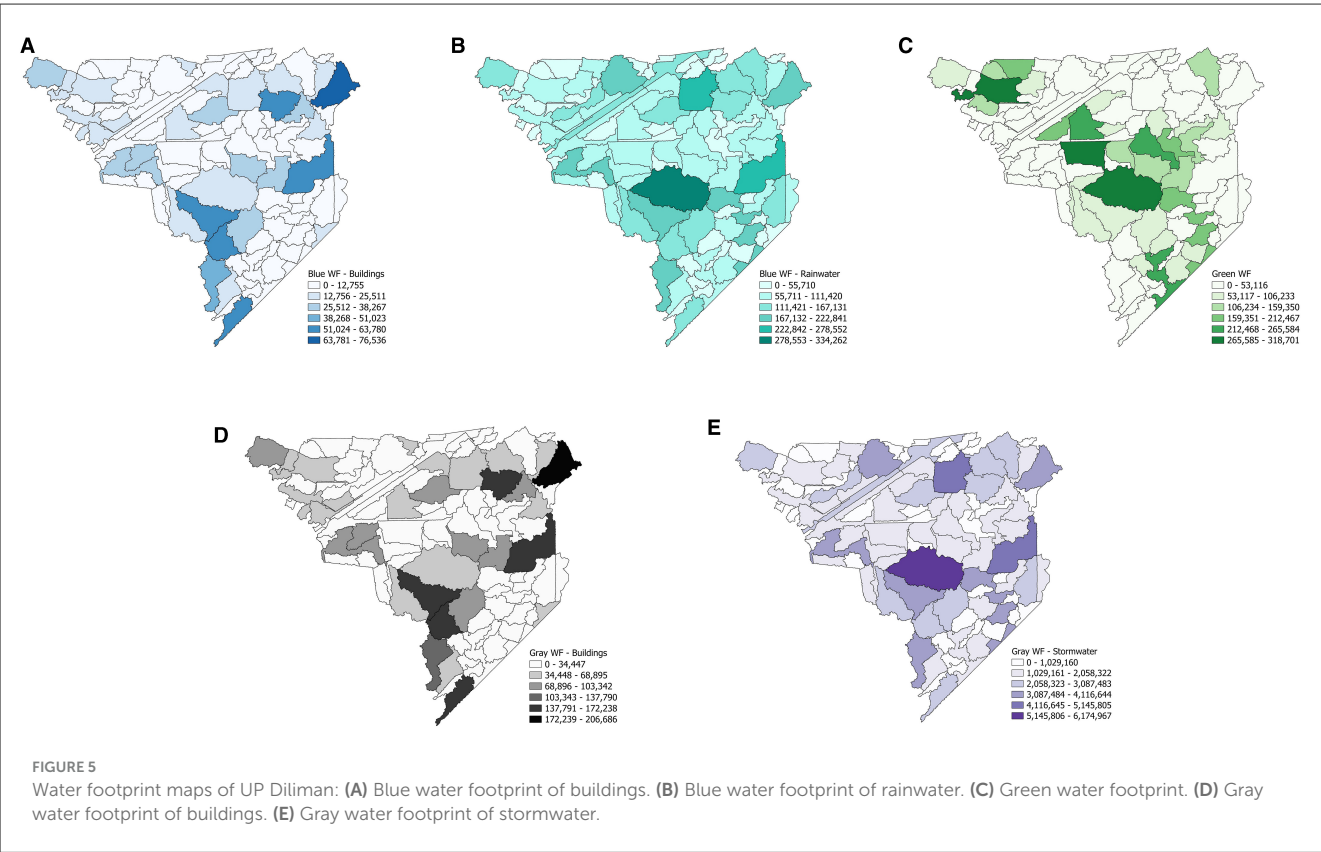 A
B
C
Blue WF - Buildings
0 - 12,755
12,756 - 25,511
25,512 - 38,267
38,268 - 51,023
51,024 - 63,780
63,781 - 76,536
Blue WF - Rainwater
0 - 55,710
55,711 - 111,420
111,421 - 167,131
167,132 - 222,841
222,842 - 278,552
278,553 - 334,262
Green WF
0 - 53,116
53,117 - 106,233
106,234 - 159,350
159,351 - 212,467
212,468 - 265,584
265,585 - 318,701
D
E
Gray WF - Buildings
0 - 34,447
34,448 - 68,895
68,896 - 103,342
103,343 - 137,790
137,791 - 172,238
172,239 - 206,686
Gray WF - Stormwater
0 - 1,029,160
1,029,161 - 2,058,322
2,058,323 - 3,087,483
3,087,484 - 4,116,644
4,116,645 - 5,145,805
5,145,806 - 6,174,967
FIGURE 5
Water footprint maps of UP Diliman: (A) Blue water footprint of buildings. (B) Blue water footprint of rainwater. (C) Green water footprint. (D) Gray
water footprint of buildings. (E) Gray water footprint of stormwater.